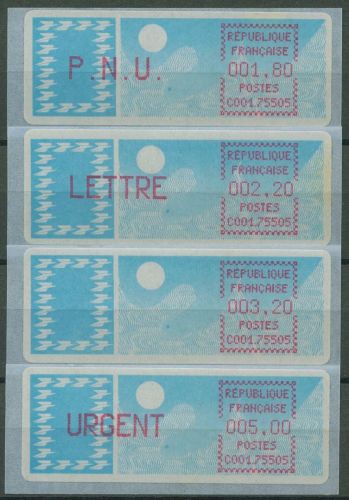 P.N.U.
RÉPUBLIQUE
FRANÇAISE
001,80
POSTES
C001.75505
LETTRE
RÉPUBLIQUE
FRANÇAISE
002,20
POSTES
C001.75505
RÉPUBLIQUE
FRANÇAISE
003,20
POSTES
C001.75505
URGENT
RÉPUBLIQUE
FRANÇAISE
005,00
POSTES
C001.75505